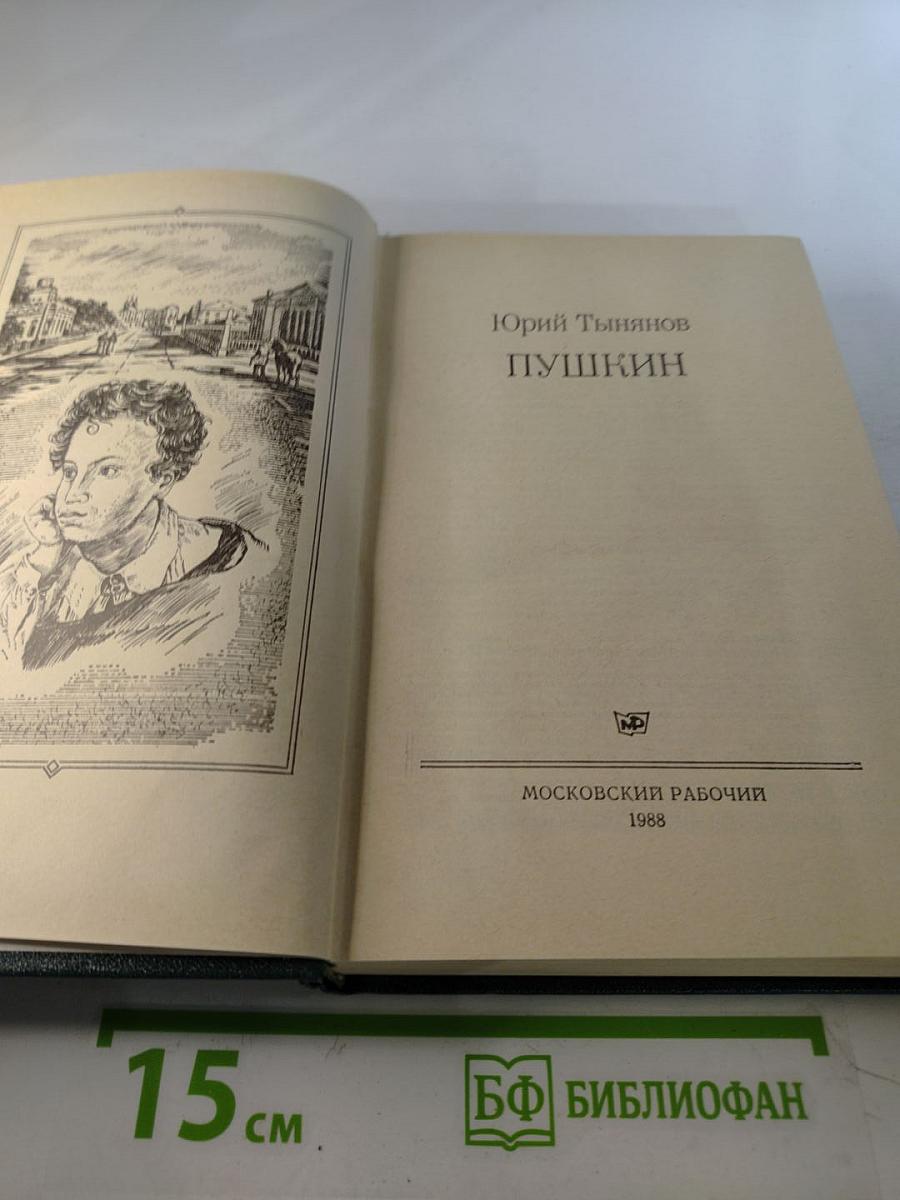 Юрий Тынянов
ПУШКИН
МР
МОСКОВСКИЙ РАБОЧИЙ
1988
15 см
БФ БИБЛИОФАН